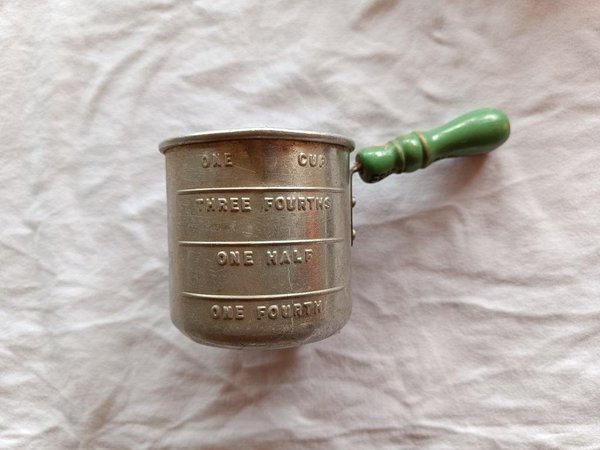 ONE CUP
THREE FOURTHS
ONE HALF
ONE FOURTH